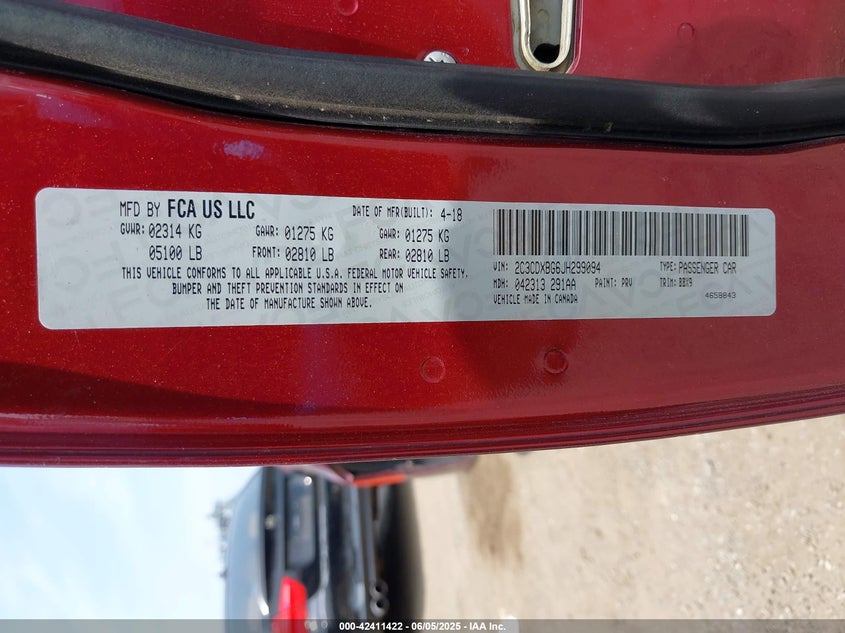 MFD BY FCA US LLC DATE OF MFR(BUILT): 4-18
GVWR: 02314 KG GAWR: 01275 KG GAWR: 01275 KG
05100 LB FRONT: 02810 LB REAR: 02810 LB
THIS VEHICLE CONFORMS TO ALL APPLICABLE U.S.A. FEDERAL MOTOR VEHICLE SAFETY,
BUMPER AND THEFT PREVENTION STANDARDS IN EFFECT ON
THE DATE OF MANUFACTURE SHOWN ABOVE.
VIN: 2C3CDXBG6JH299094 TYPE: PASSENGER CAR
MDH: 042313 291AA PAINT: PRV TRIM: BBX9
VEHICLE MADE IN CANADA 4659843
000-42411422 - 06/05/2025 - IAA Inc.